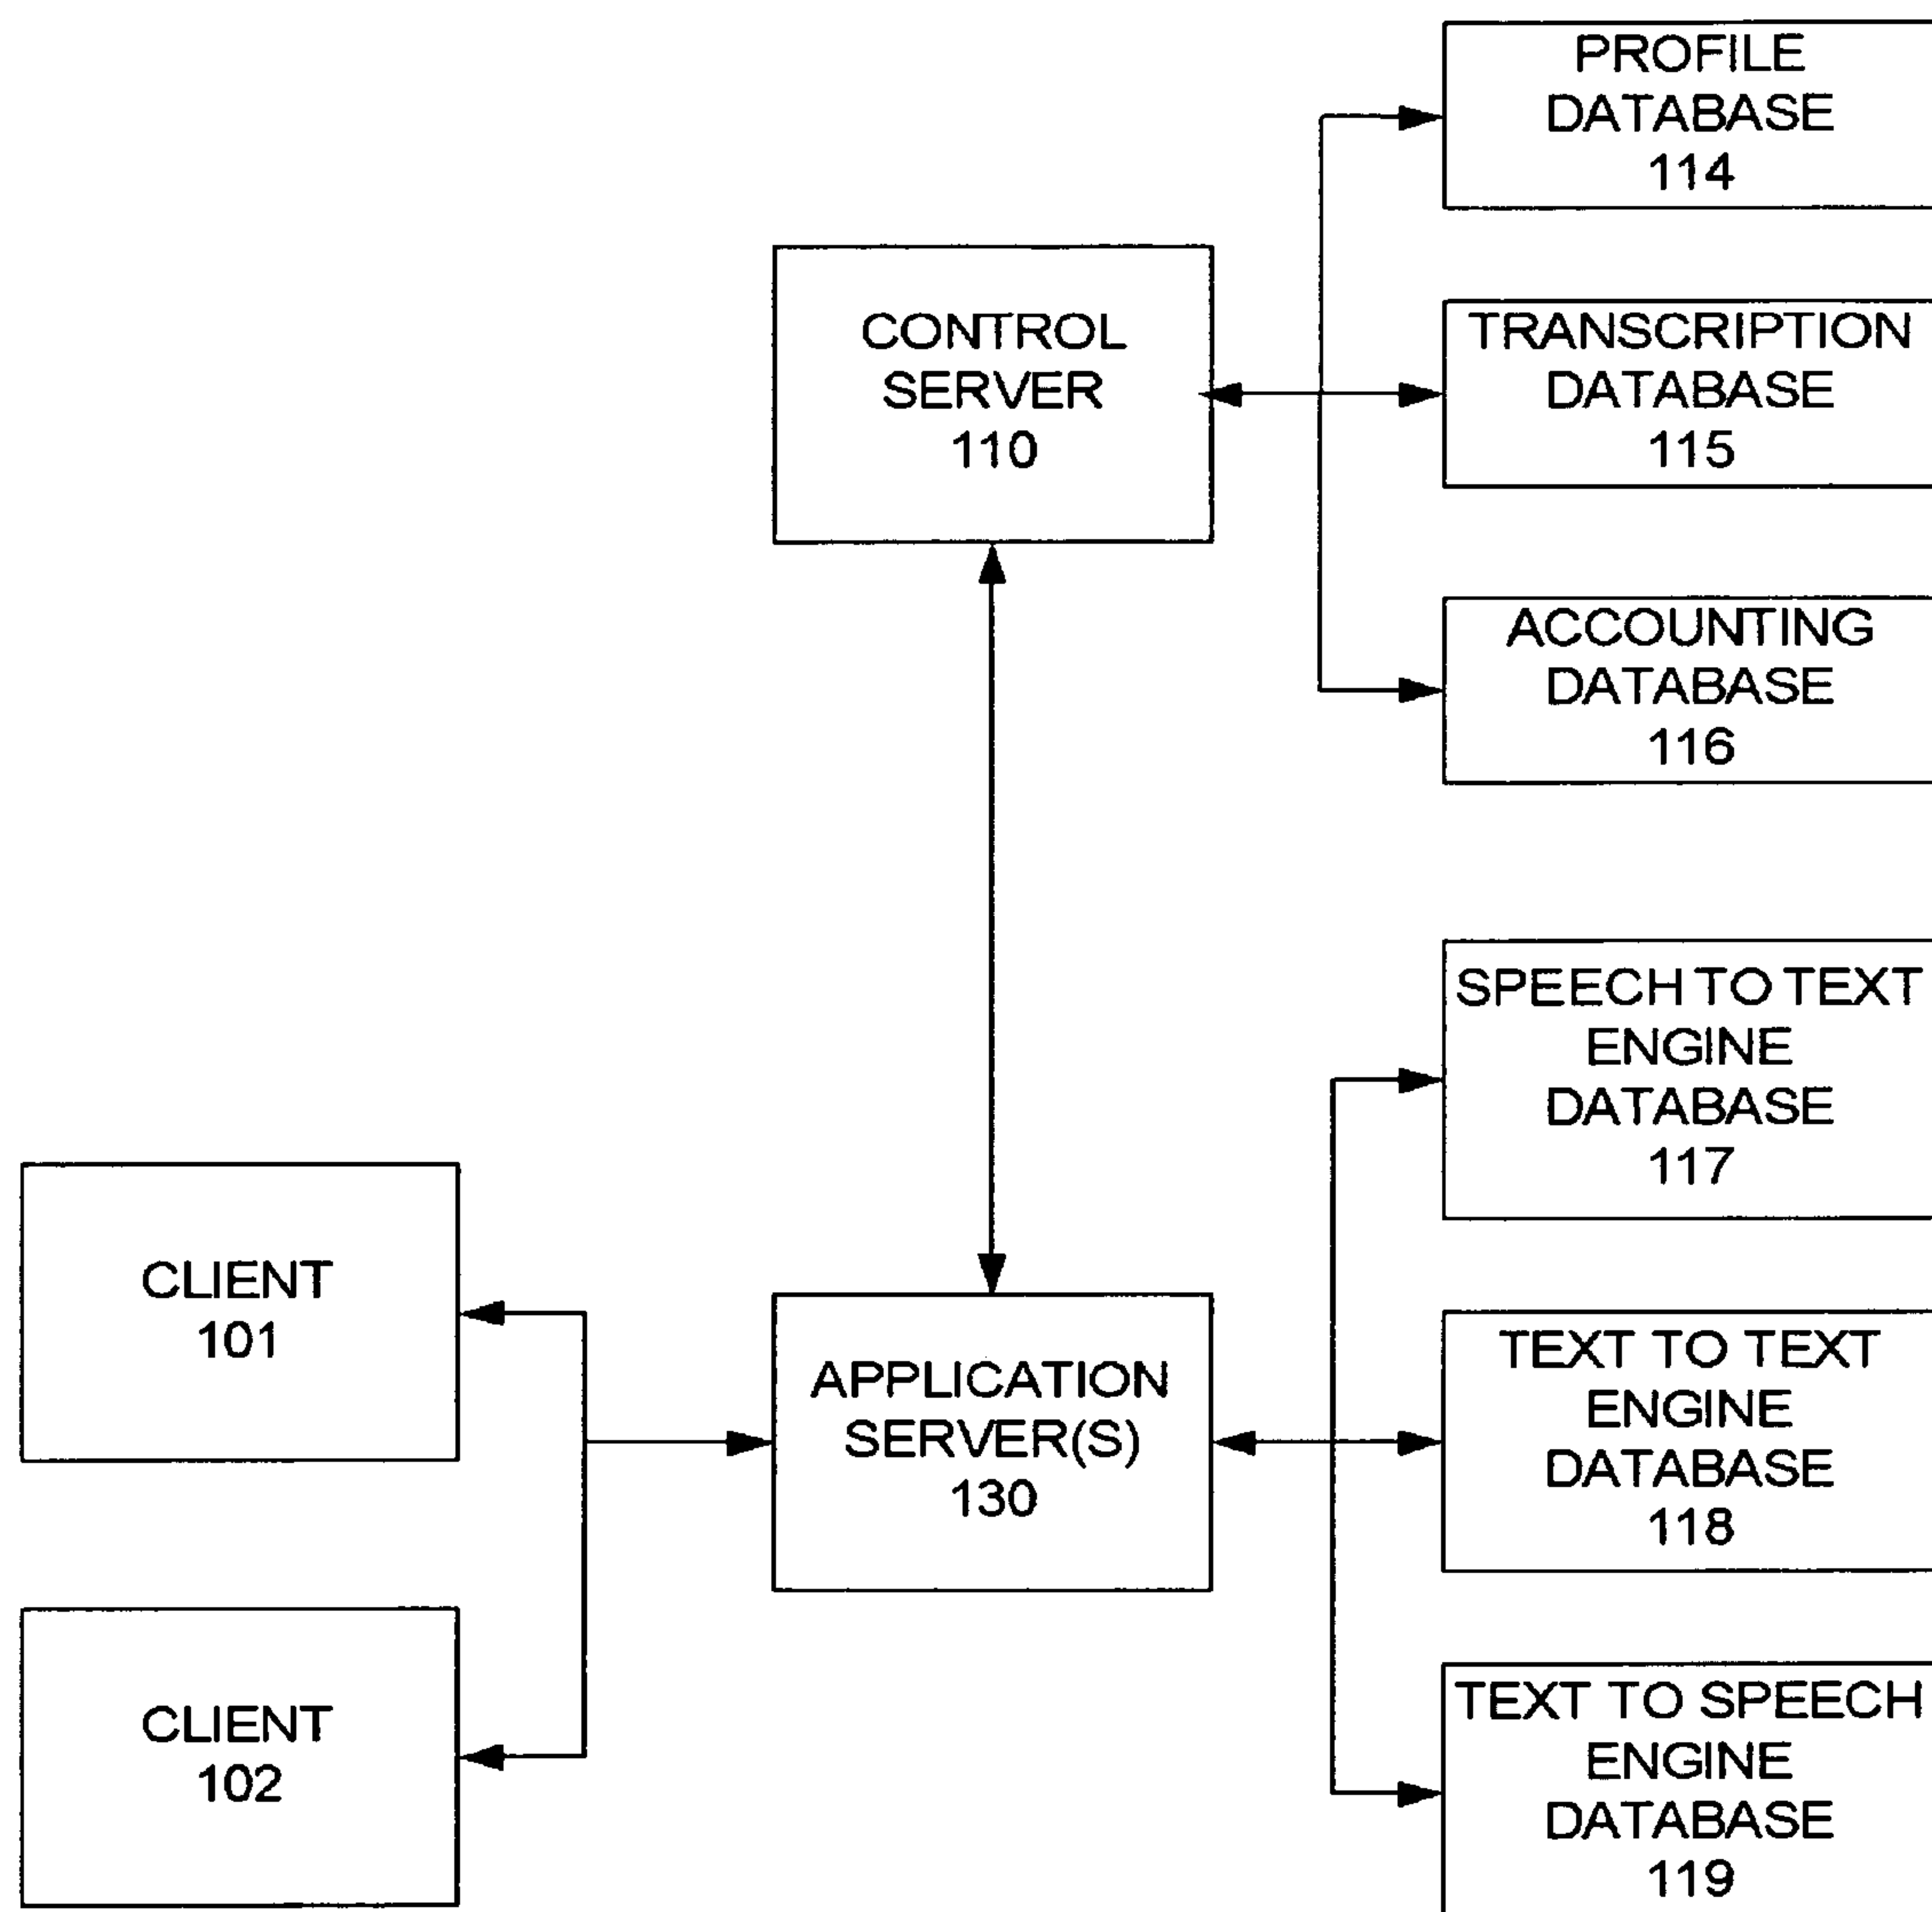 PROFILE
DATABASE
114
CONTROL
SERVER
110
TRANSCRIPTION
DATABASE
115
ACCOUNTING
DATABASE
116
SPEECH TO TEXT
ENGINE
DATABASE
117
CLIENT
101
APPLICATION
SERVER(S)
130
TEXT TO TEXT
ENGINE
DATABASE
118
CLIENT
102
TEXT TO SPEECH
ENGINE
DATABASE
119